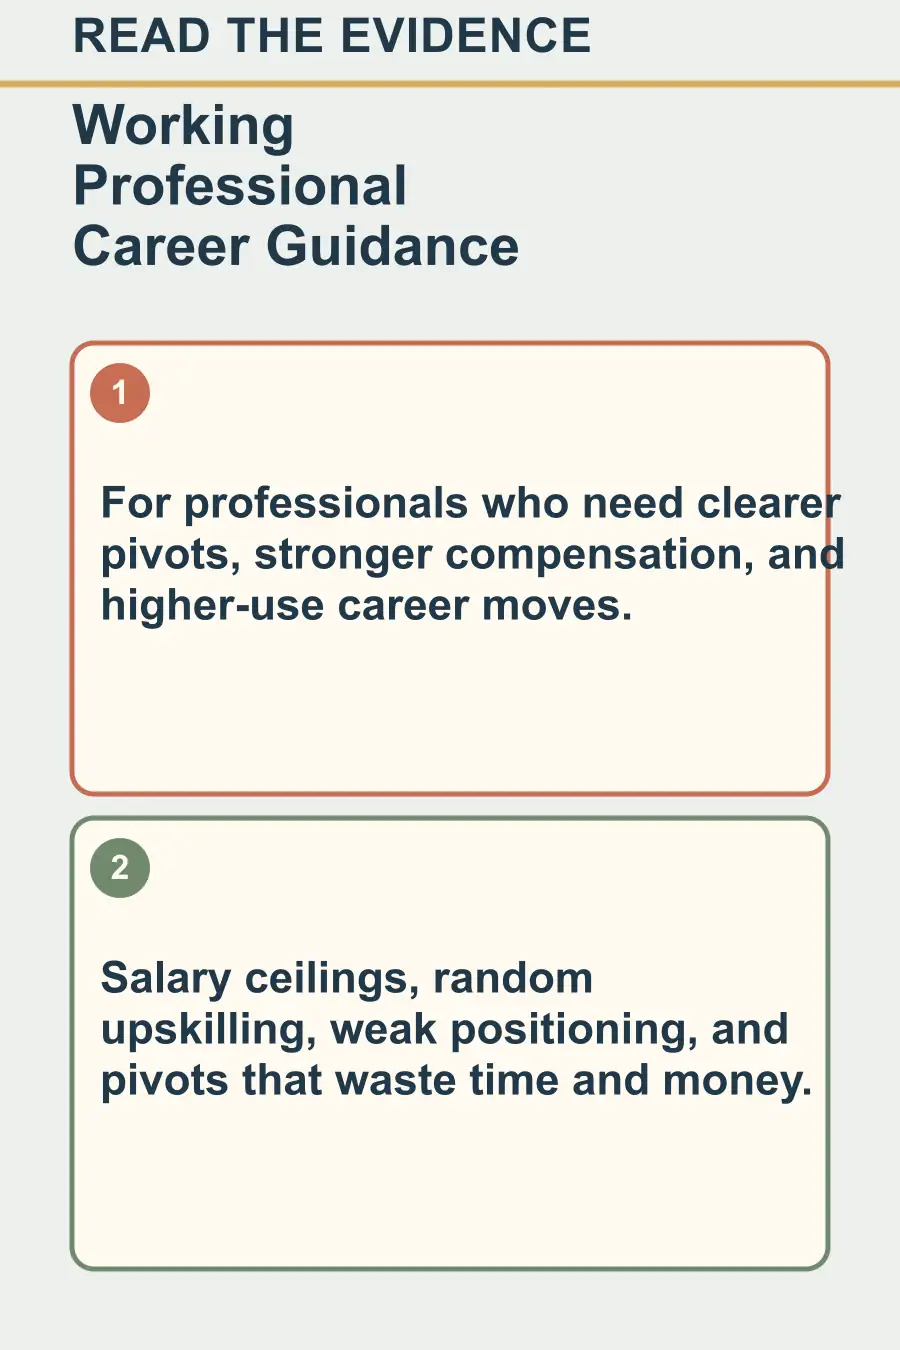 READ THE EVIDENCE
Working
Professional
Career Guidance
1
For professionals who need clearer
pivots, stronger compensation, and
higher-use career moves.
2
Salary ceilings, random
upskilling, weak positioning, and
pivots that waste time and money.